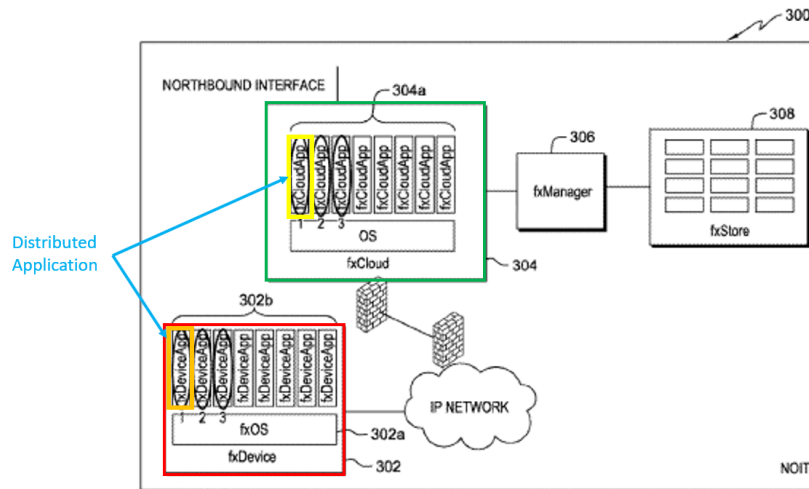 300
NORTHBOUND INTERFACE
304a
308
306
fxCloudApp
fxCloudApp
fxCloudApp
fxCloudApp
fxCloudApp
fxCloudApp
fxCloudApp
fxCloudApp
fxManager
1 2 3
OS
fxStore
fxCloud
304
Distributed
Application
302b
fxDeviceApp
fxDeviceApp
fxDeviceApp
fxDeviceApp
fxDeviceApp
fxDeviceApp
fxDeviceApp
fxDeviceApp
IP NETWORK
1 2 3
fxOS
302a
fxDevice
302
NOIT